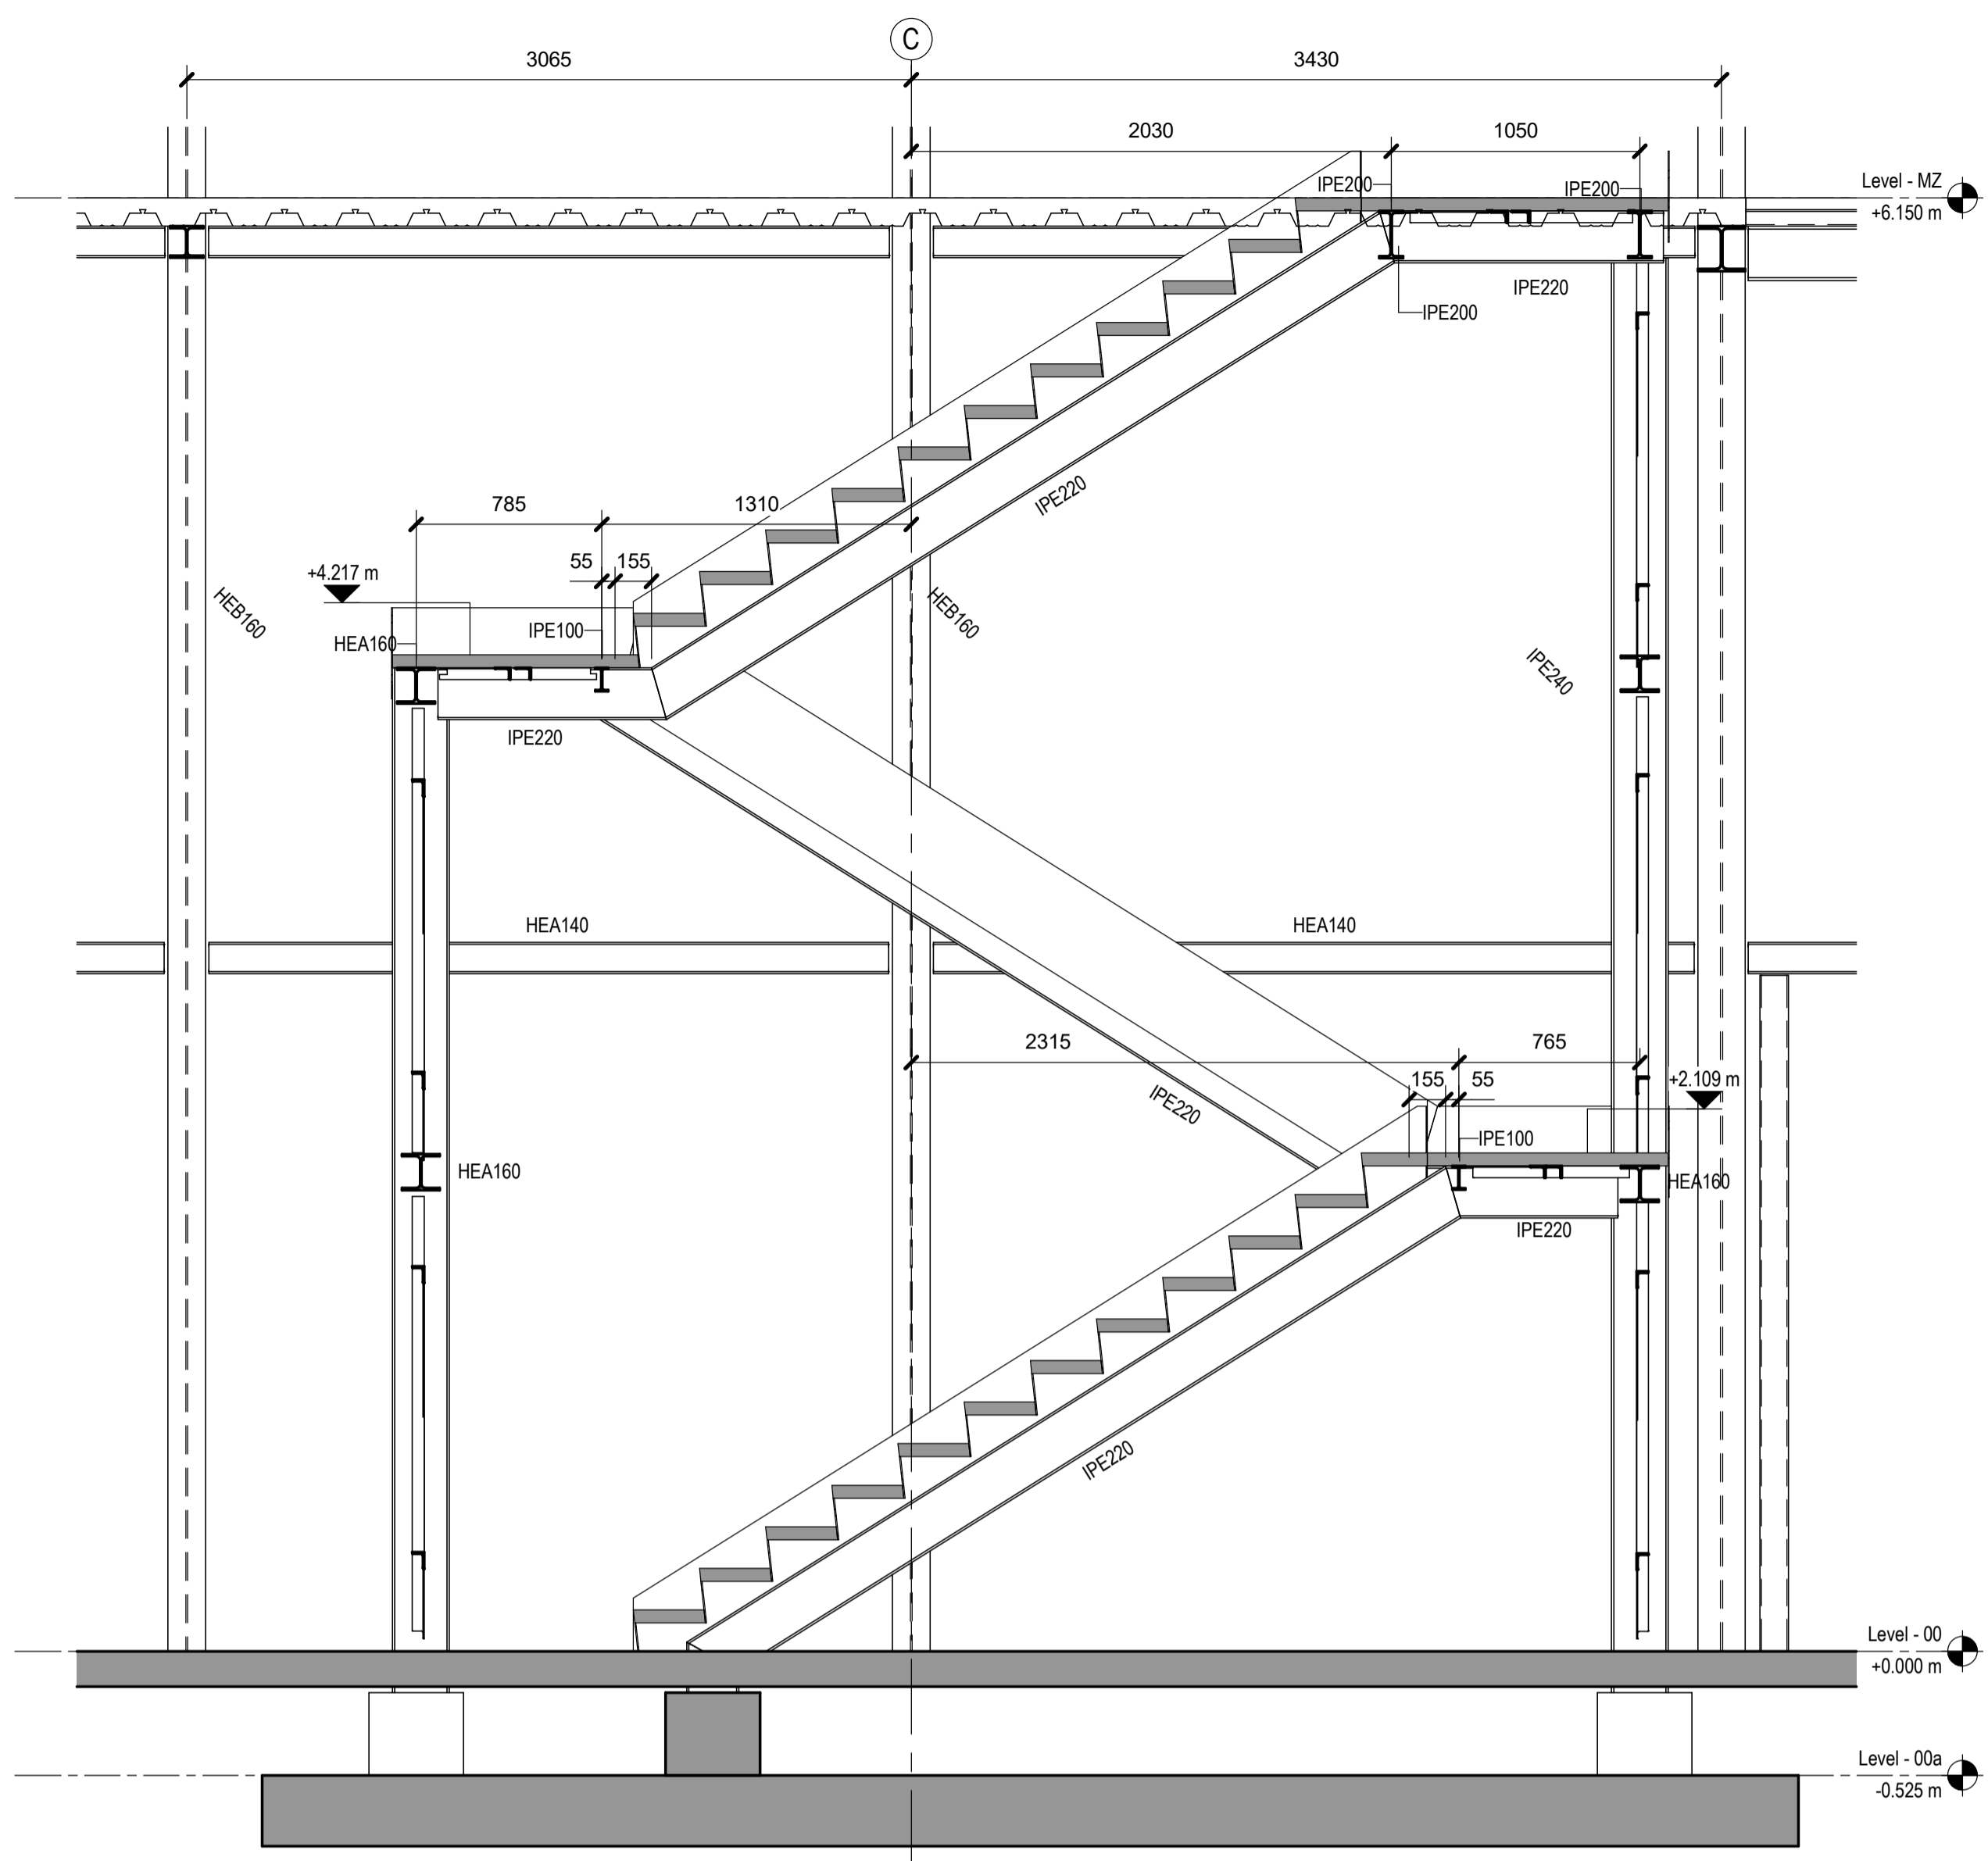 C
3065
3430
2030
1050
IPE200
IPE200
Level - MZ
+6.150 m
IPE220
IPE200
IPE220
785
1310
55
155
+4.217 m
HEB160
HEB160
IPE100
HEA160
IPE240
IPE220
HEA140
HEA140
2315
765
155
55
+2.109 m
IPE220
IPE100
HEA160
HEA160
IPE220
IPE220
Level - 00
+0.000 m
Level - 00a
-0.525 m